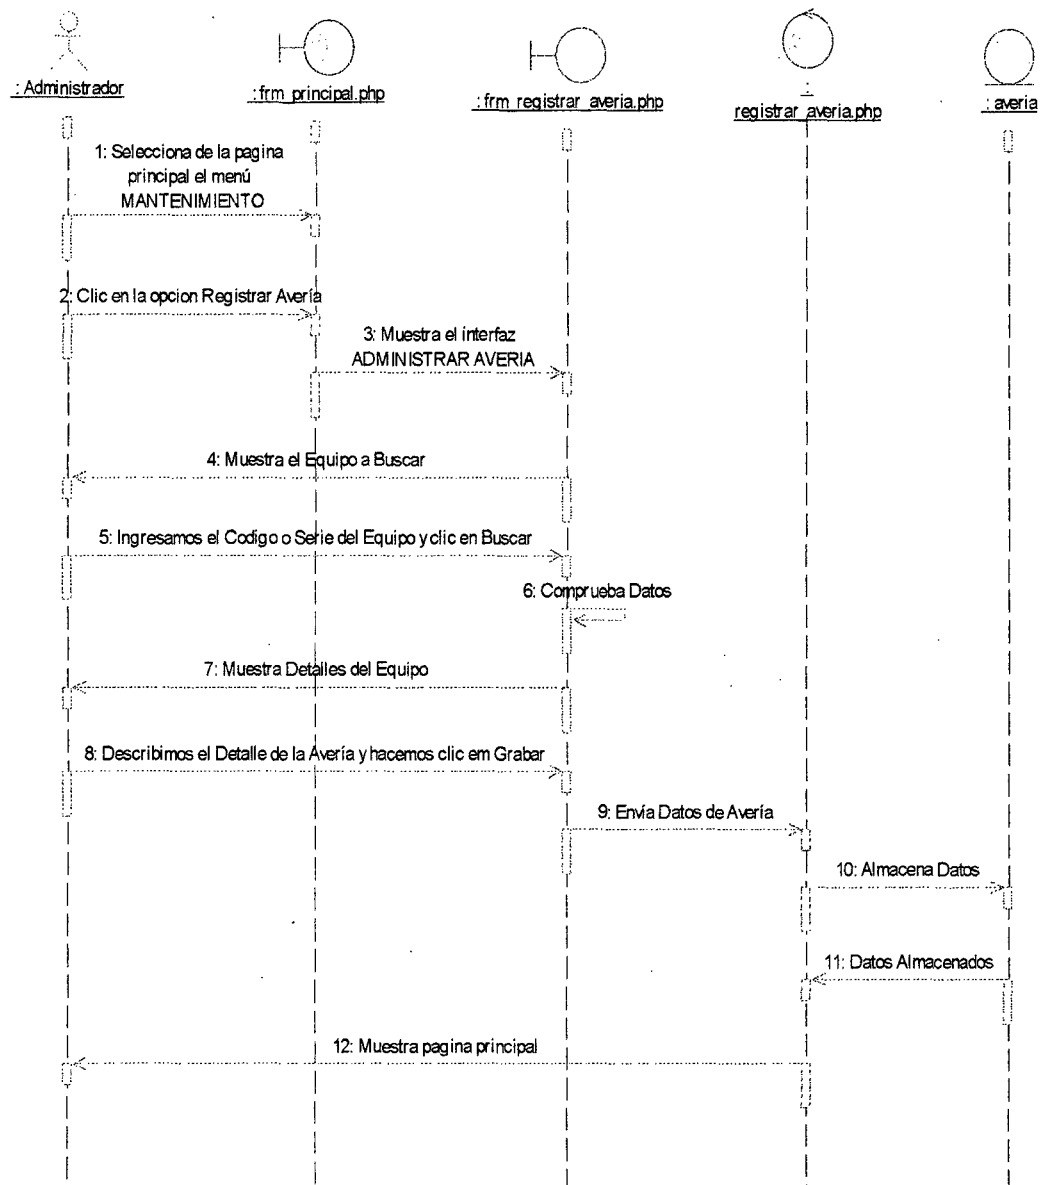 : Administrador
: frm_principal.php
: frm_registrar_averia.php
:
registrar_averia.php
: averia
1: Selecciona de la pagina
principal el menú
MANTENIMIENTO
2: Clic en la opcion Registrar Avería
3: Muestra el interfaz
ADMINISTRAR AVERIA
4: Muestra el Equipo a Buscar
5: Ingresamos el Codigo o Serie del Equipo y clic en Buscar
6: Comprueba Datos
7: Muestra Detalles del Equipo
8: Describimos el Detalle de la Avería y hacemos clic em Grabar
9: Envía Datos de Avería
10: Almacena Datos
11: Datos Almacenados
12: Muestra pagina principal